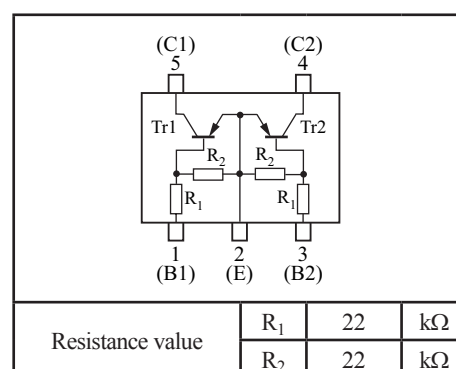 (C1) (C2)
5 4
Tr1 Tr2
R2 R2
R1 R1
1 2 3
(B1) (E) (B2)
Resistance value R1 22 kΩ
R2 22 kΩ